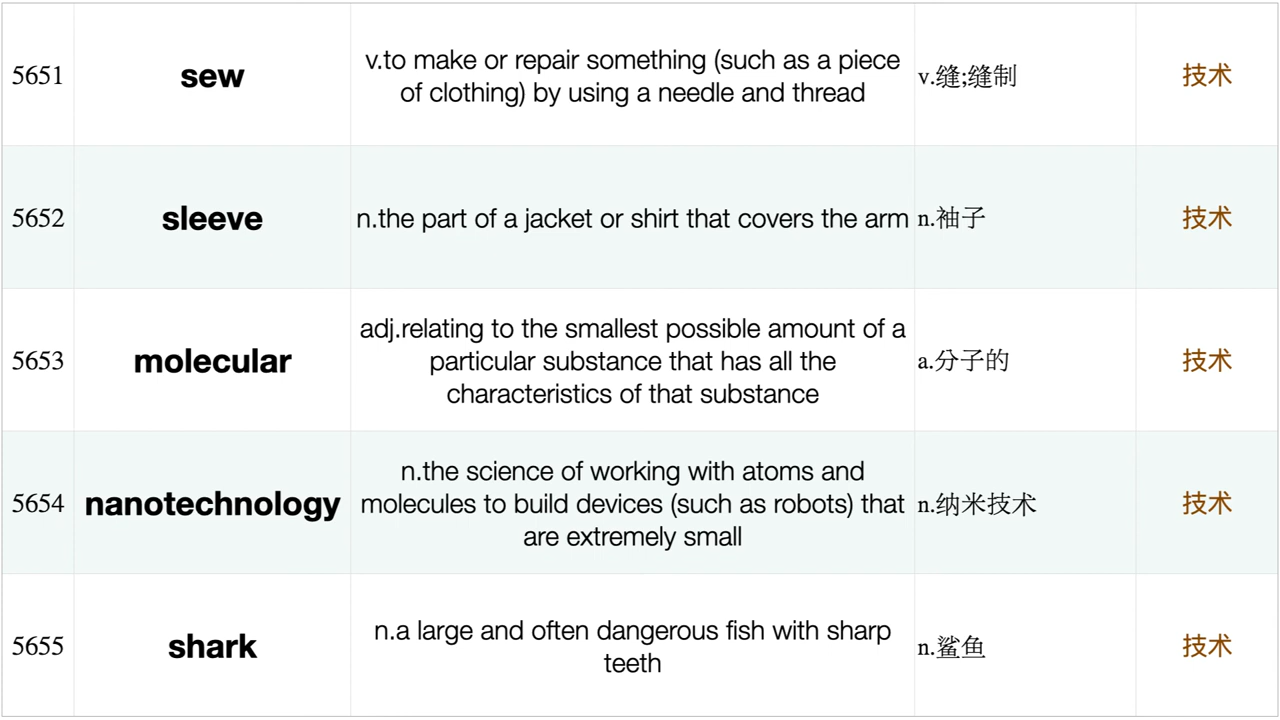 5651 sew v.to make or repair something (such as a piece of clothing) by using a needle and thread v.缝;缝制 技术
5652 sleeve n.the part of a jacket or shirt that covers the arm n.袖子 技术
5653 molecular adj.relating to the smallest possible amount of a particular substance that has all the characteristics of that substance a.分子的 技术
5654 nanotechnology n.the science of working with atoms and molecules to build devices (such as robots) that are extremely small n.纳米技术 技术
5655 shark n.a large and often dangerous fish with sharp teeth n.鲨鱼 技术